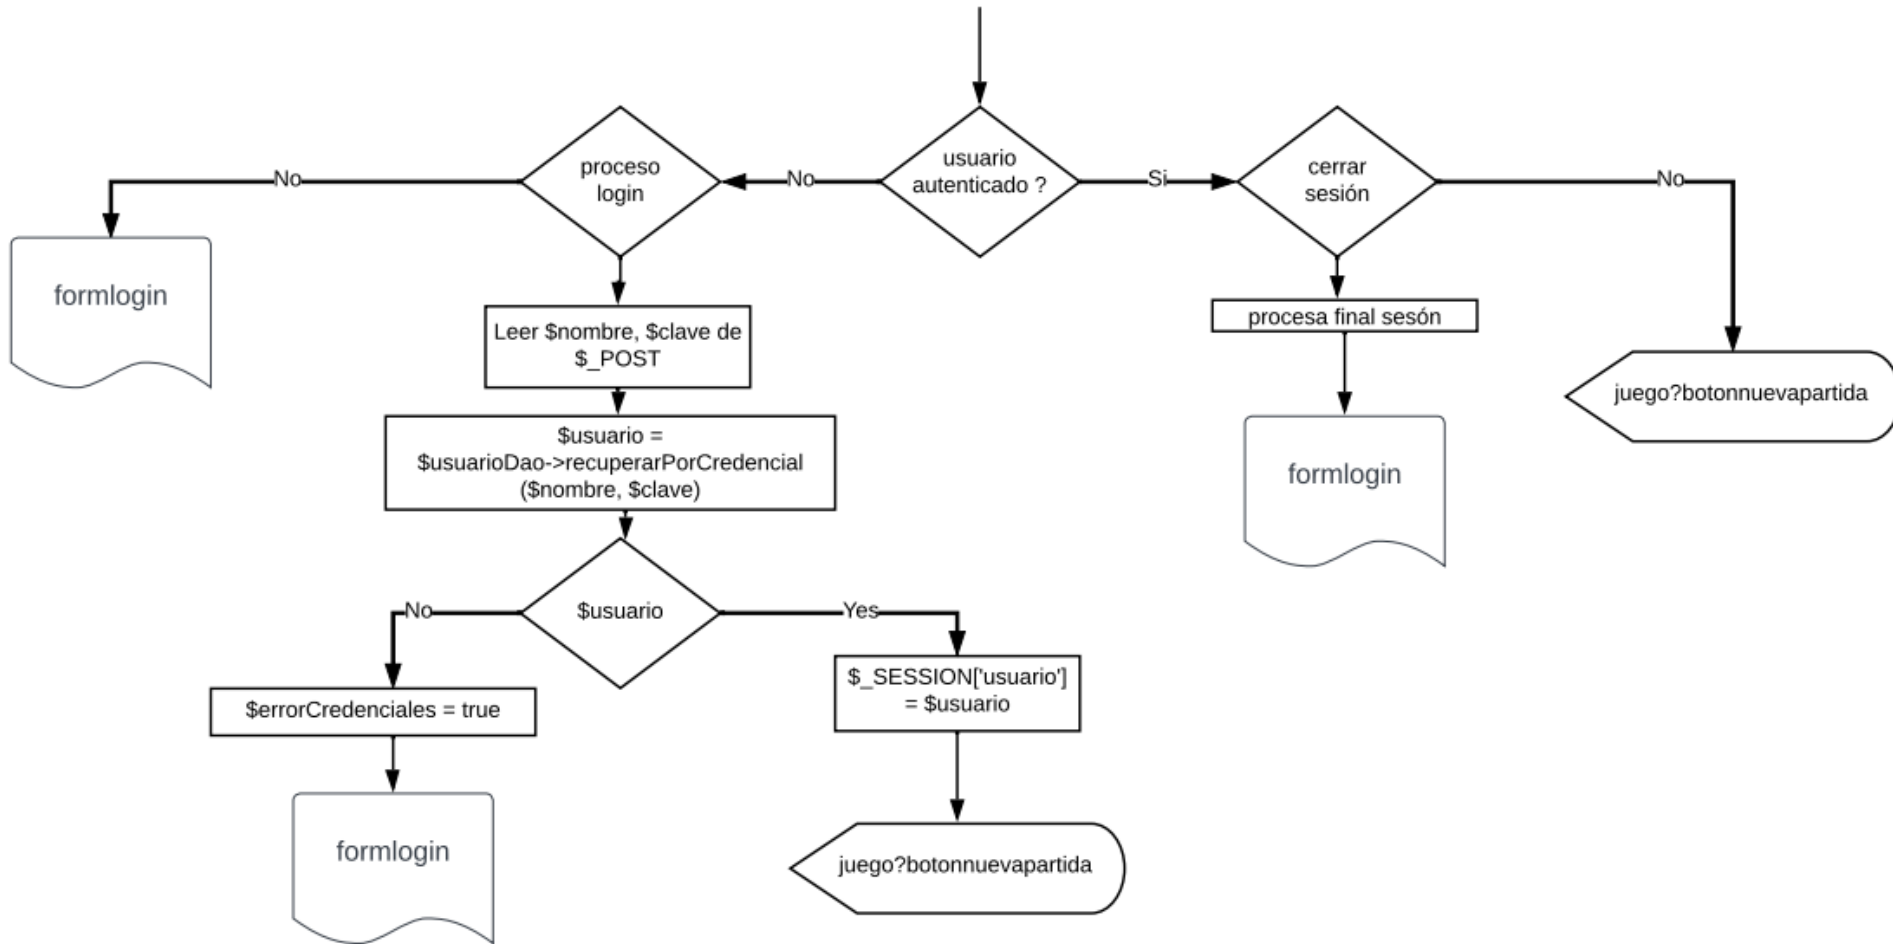 usuario
autenticado ?
No
Si
proceso
login
No
formlogin
Leer $nombre, $clave de
$_POST
$usuario =
$usuarioDao->recuperarPorCredencial
($nombre, $clave)
$usuario
No
$errorCredenciales = true
formlogin
Yes
$_SESSION['usuario']
= $usuario
juego?botonnuevapartida
cerrar
sesión
procesa final sesón
formlogin
No
juego?botonnuevapartida